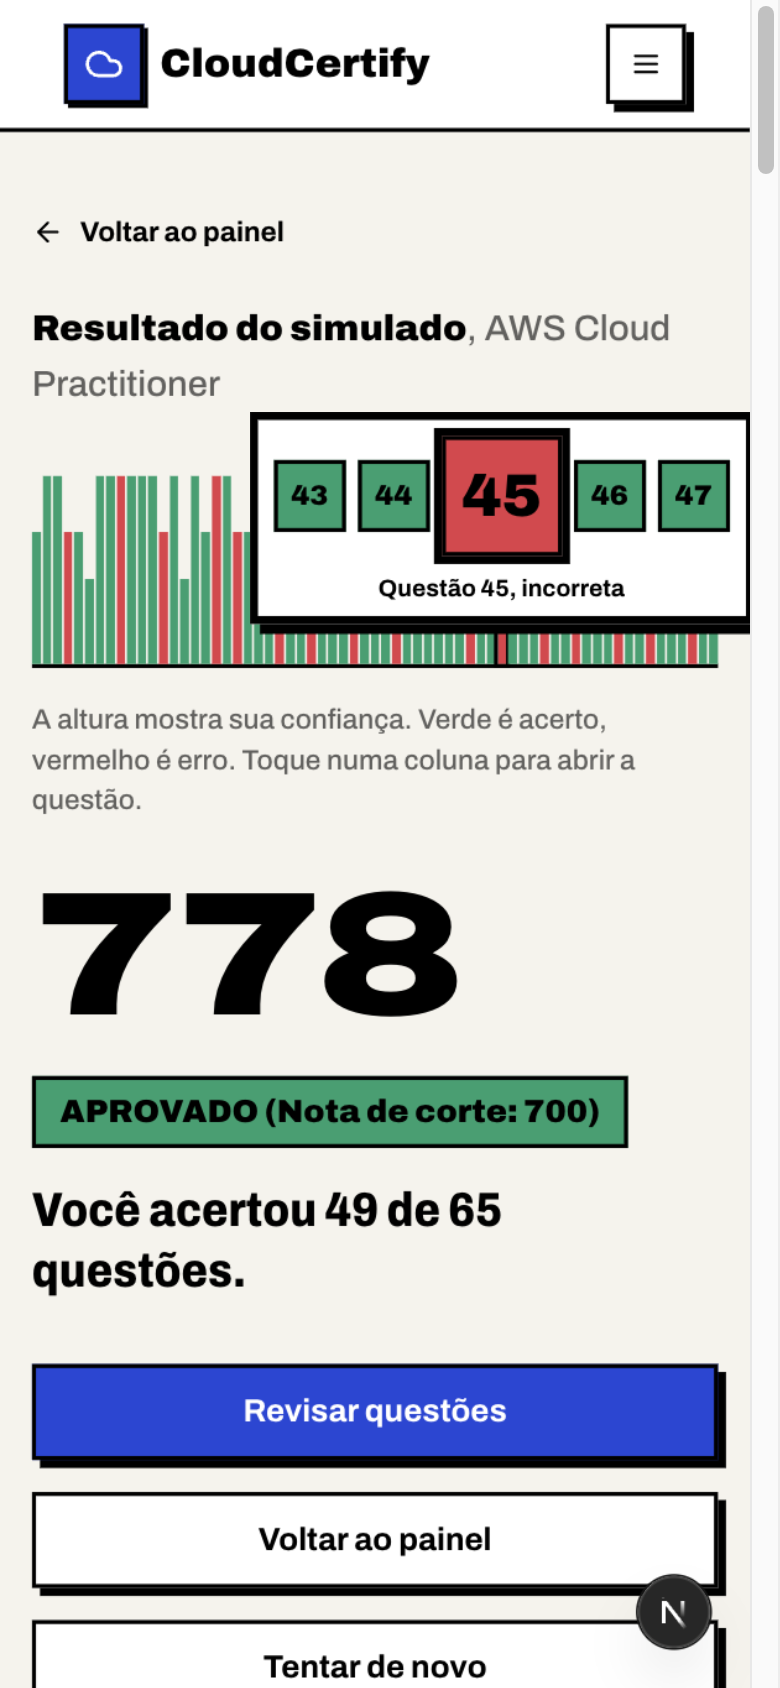 CloudCertify
Voltar ao painel
Resultado do simulado, AWS Cloud
Practitioner
43 44 45 46 47
Questão 45, incorreta
A altura mostra sua confiança. Verde é acerto,
vermelho é erro. Toque numa coluna para abrir a
questão.
778
APROVADO (Nota de corte: 700)
Você acertou 49 de 65
questões.
Revisar questões
Voltar ao painel
N
Tentar de novo